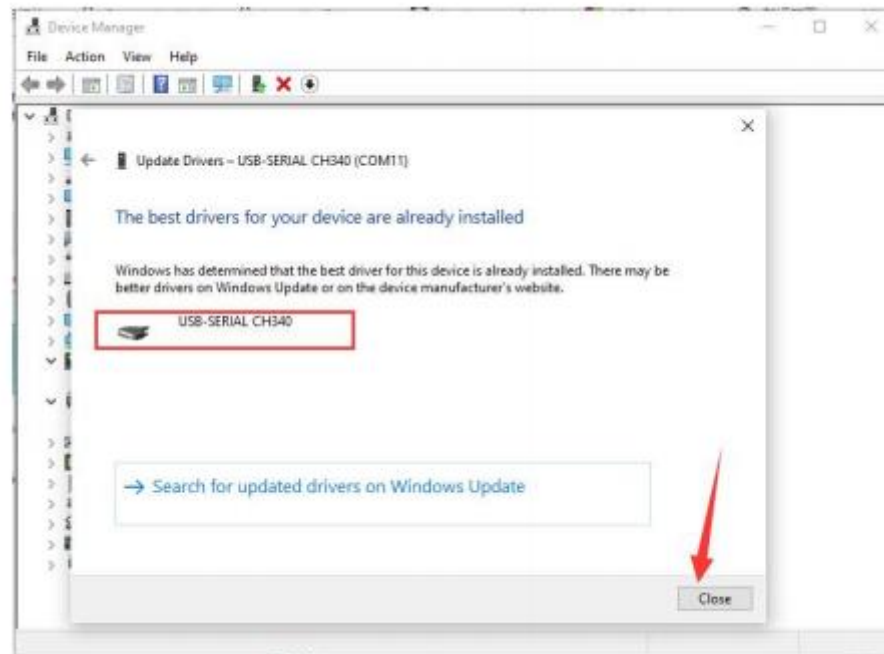 Device Manager
File Action View Help
Update Drivers – USB-SERIAL CH340 (COM11)
The best drivers for your device are already installed
Windows has determined that the best driver for this device is already installed. There may be
better drivers on Windows Update or on the device manufacturer's website.
USB-SERIAL CH340
Search for updated drivers on Windows Update
Close